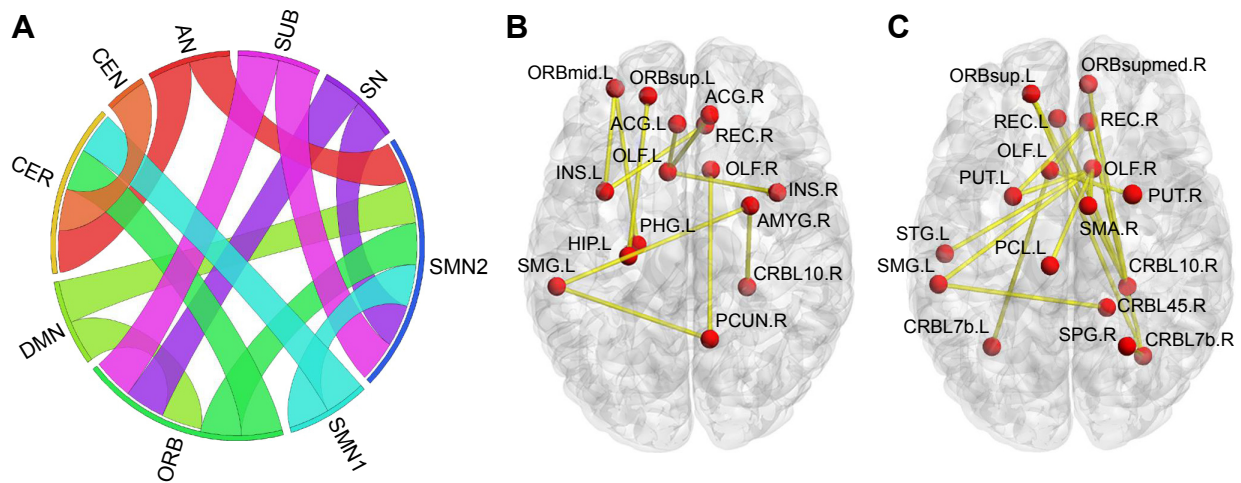 A
CEN
AN
SUB
SN
CER
SMN2
DMN
ORB
SMN1
B
ORBmid.L
ORBsup.L
ACG.R
ACG.L
REC.R
OLF.L
OLF.R
INS.L
INS.R
AMYG.R
PHG.L
HIP.L
SMG.L
CRBL10.R
PCUN.R
C
ORBsupmed.R
ORBsup.L
REC.L
REC.R
OLF.L
OLF.R
PUT.L
PUT.R
SMA.R
STG.L
PCL.L
SMG.L
CRBL10.R
CRBL45.R
CRBL7b.L
SPG.R
CRBL7b.R